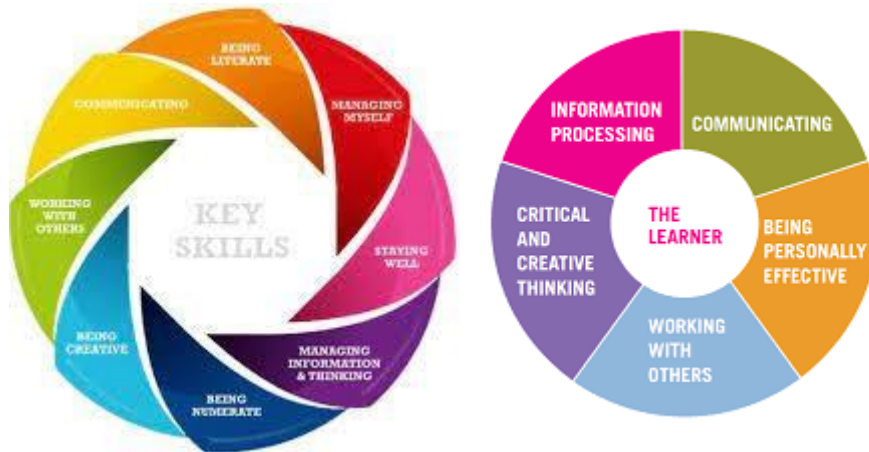 BEING
LITERATE
MANAGING
MYSELF
STAYING
WELL
MANAGING
INFORMATION
& THINKING
BEING
NUMERATE
BEING
CREATIVE
WORKING
WITH
OTHERS
COMMUNICATING
KEY
SKILLS
INFORMATION
PROCESSING
COMMUNICATING
BEING
PERSONALLY
EFFECTIVE
WORKING
WITH
OTHERS
CRITICAL
AND
CREATIVE
THINKING
THE
LEARNER